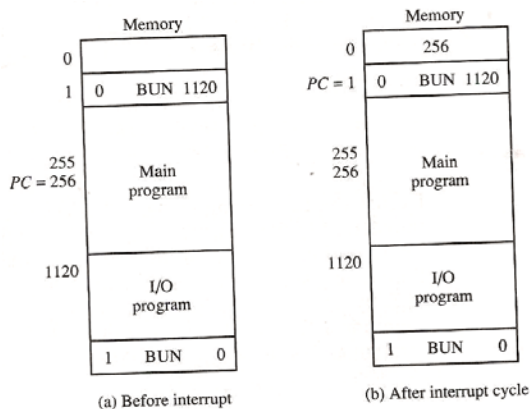 Memory
0
1 0 BUN 1120
255
PC = 256
Main
program
1120
I/O
program
1 BUN 0
(a) Before interrupt
Memory
0 256
PC = 1 0 BUN 1120
255
256
Main
program
1120
I/O
program
1 BUN 0
(b) After interrupt cycle